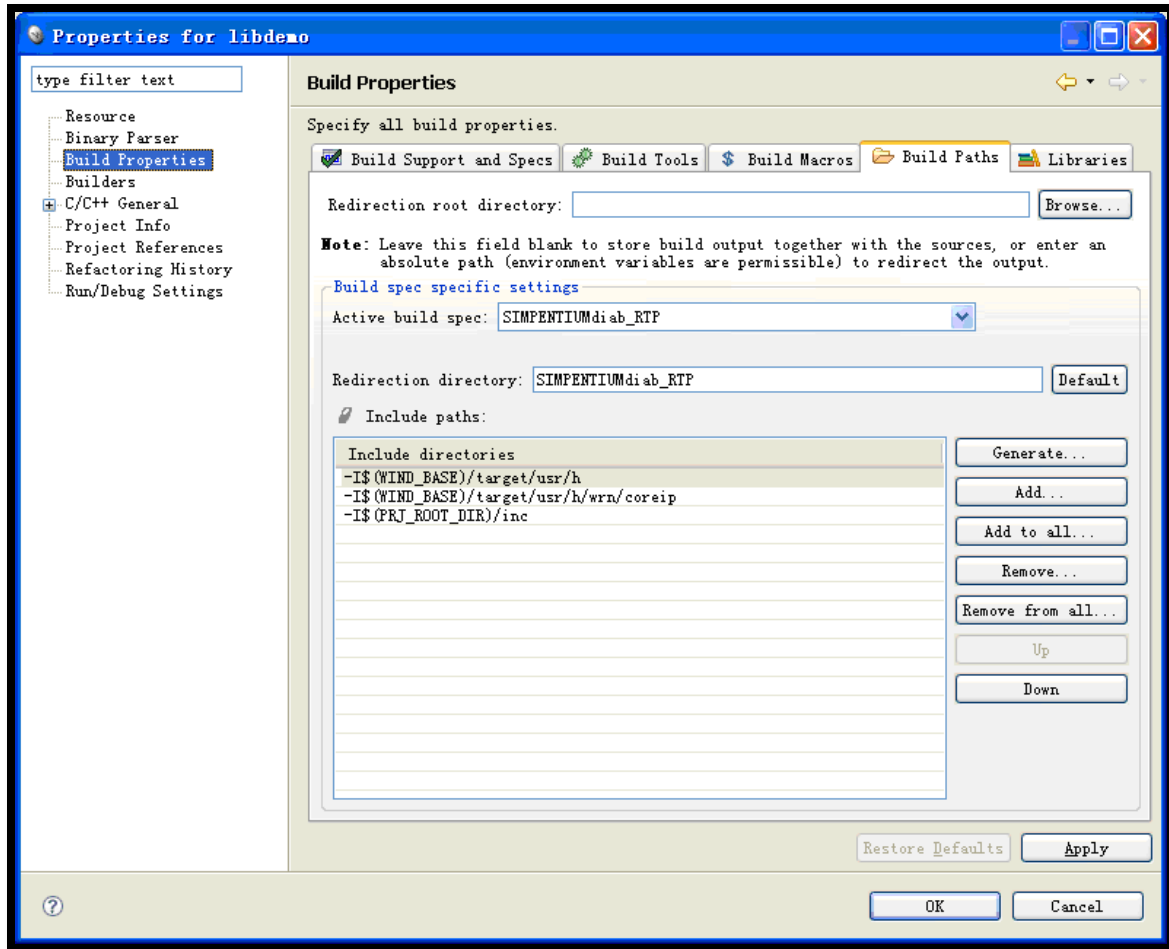 Properties for libdemo
type filter text
Resource
Binary Parser
Build Properties
Builders
C/C++ General
Project Info
Project References
Refactoring History
Run/Debug Settings
Build Properties
Specify all build properties.
Build Support and Specs
Build Tools
Build Macros
Build Paths
Libraries
Redirection root directory:
Browse...
Note: Leave this field blank to store build output together with the sources, or enter an
absolute path (environment variables are permissible) to redirect the output.
Build spec specific settings
Active build spec: SIMPENTIUMdiab_RTP
Redirection directory: SIMPENTIUMdiab_RTP
Default
Include paths:
Include directories
-I$(WIND_BASE)/target/usr/h
-I$(WIND_BASE)/target/usr/h/wrn/coreip
-I$(PRJ_ROOT_DIR)/inc
Generate...
Add...
Add to all...
Remove...
Remove from all...
Up
Down
Restore Defaults
Apply
OK
Cancel